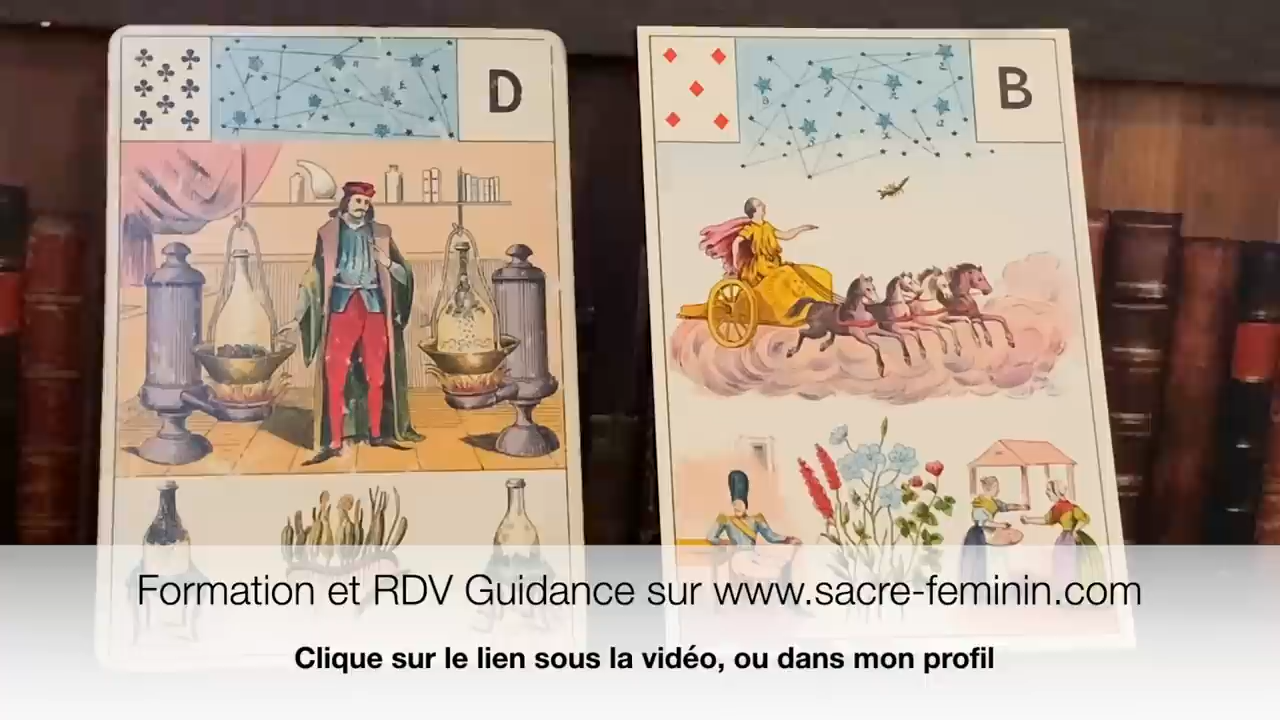 D
B
Formation et RDV Guidance sur www.sacre-feminin.com
Clique sur le lien sous la vidéo, ou dans mon profil